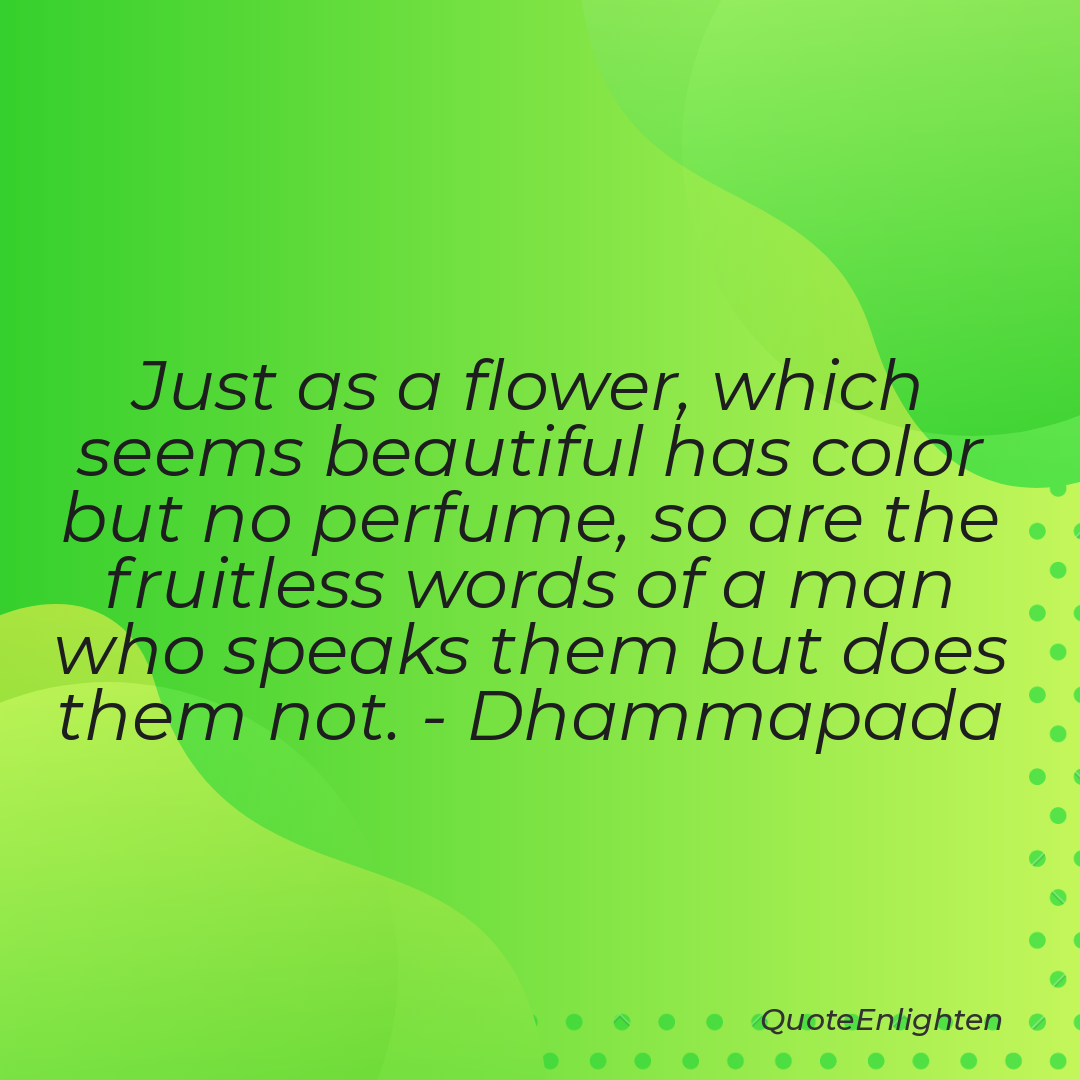 Just as a flower, which
seems beautiful has color
but no perfume, so are the
fruitless words of a man
who speaks them but does
them not. - Dhammapada
QuoteEnlighten